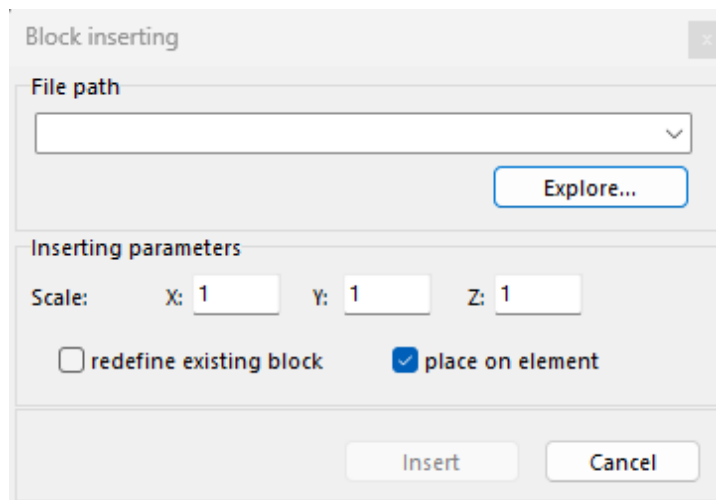 Block inserting
x
File path
Explore...
Inserting parameters
Scale: X: 1 Y: 1 Z: 1
redefine existing block place on element
Insert Cancel